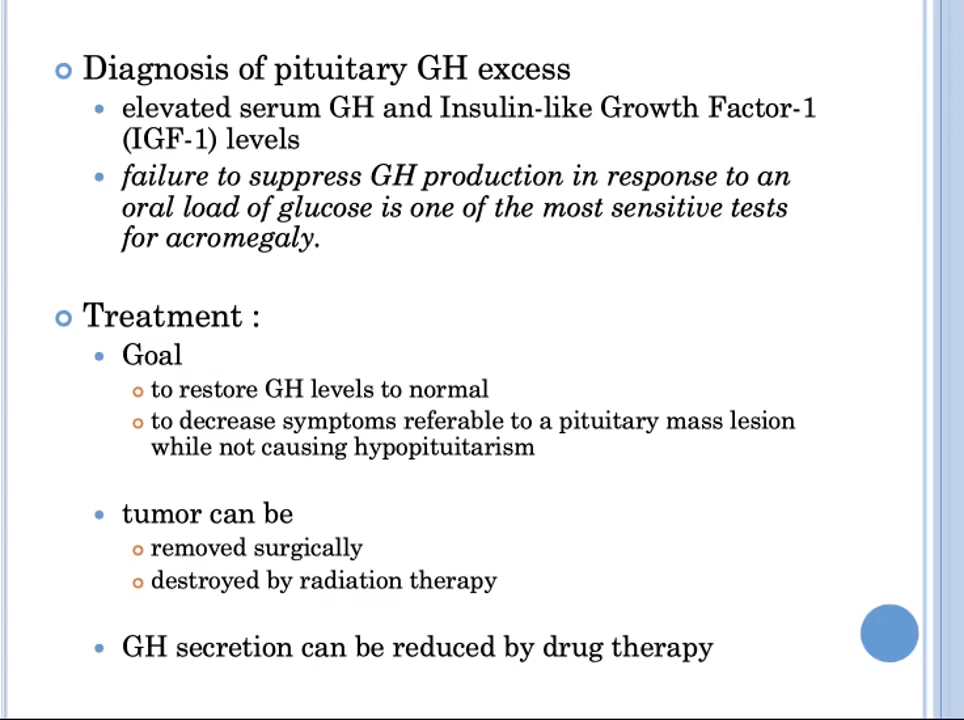 Diagnosis of pituitary GH excess
elevated serum GH and Insulin-like Growth Factor-1
(IGF-1) levels
failure to suppress GH production in response to an
oral load of glucose is one of the most sensitive tests
for acromegaly.
Treatment :
Goal
to restore GH levels to normal
to decrease symptoms referable to a pituitary mass lesion
while not causing hypopituitarism
tumor can be
removed surgically
destroyed by radiation therapy
GH secretion can be reduced by drug therapy